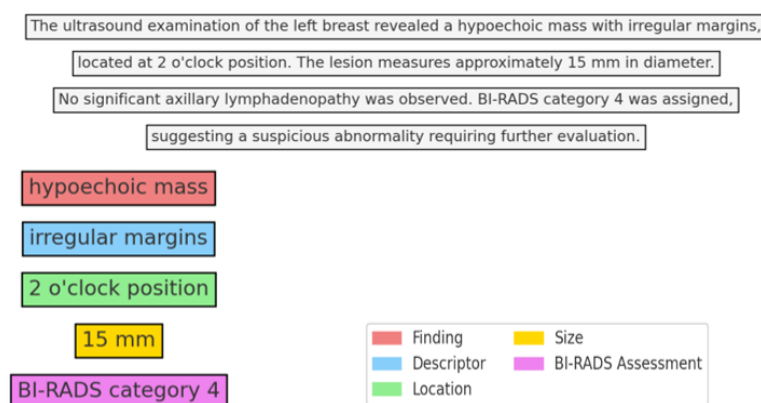 The ultrasound examination of the left breast revealed a hypoechoic mass with irregular margins,
located at 2 o'clock position. The lesion measures approximately 15 mm in diameter.
No significant axillary lymphadenopathy was observed. BI-RADS category 4 was assigned,
suggesting a suspicious abnormality requiring further evaluation.
hypoechoic mass
irregular margins
2 o'clock position
15 mm
BI-RADS category 4
Finding
Descriptor
Location
Size
BI-RADS Assessment